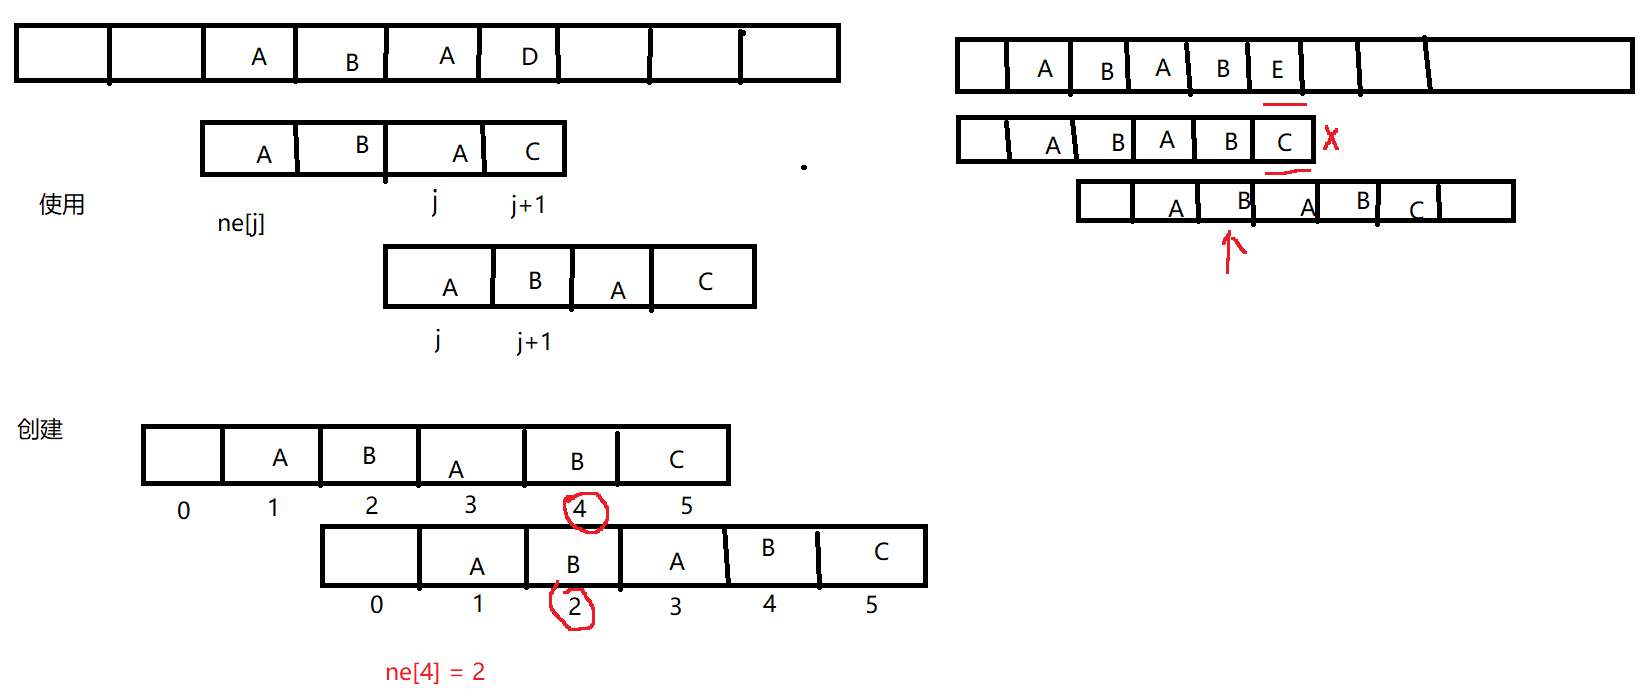 A B A D
A B A C
使用
ne[j]
j j+1
A B A C
j j+1
A B A B E
A B A B C X
A B A B C
创建
A B A B C
0 1 2 3 4 5
A B A B C
0 1 2 3 4 5
ne[4] = 2